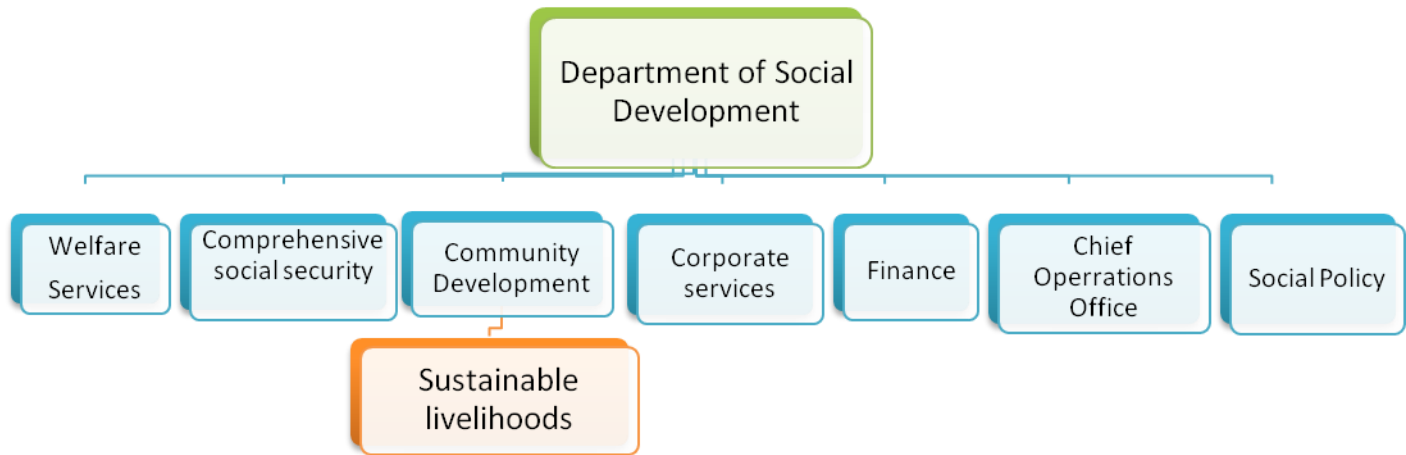 Department of Social
Development
Welfare
Services
Comprehensive
social security
Community
Development
Corporate
services
Finance
Chief
Operrations
Office
Social Policy
Sustainable
livelihoods